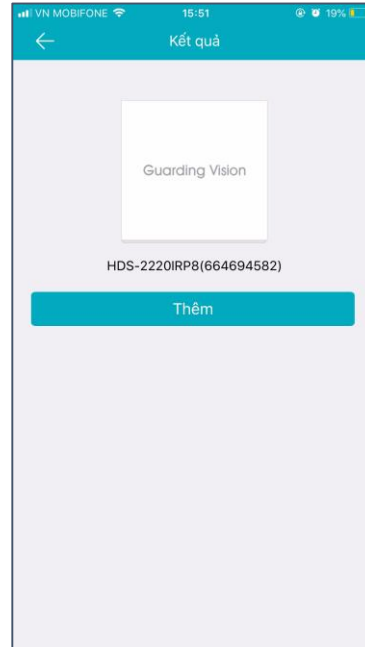 VN MOBIFONE 15:51 19%
Kết quả
Guarding Vision
HDS-2220IRP8(664694582)
Thêm